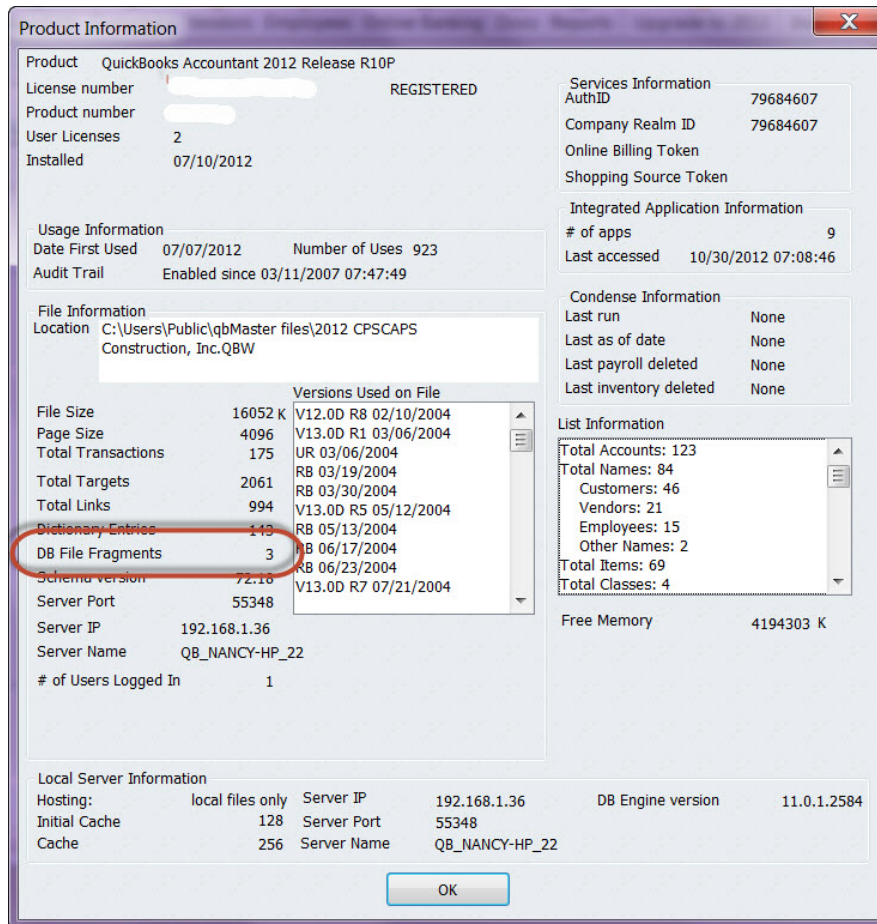 Product Information
Product QuickBooks Accountant 2012 Release R10P
License number REGISTERED
Product number
User Licenses 2
Installed 07/10/2012
Services Information
AuthID 79684607
Company Realm ID 79684607
Online Billing Token
Shopping Source Token
Usage Information
Date First Used 07/07/2012 Number of Uses 923
Audit Trail Enabled since 03/11/2007 07:47:49
Integrated Application Information
# of apps 9
Last accessed 10/30/2012 07:08:46
File Information
Location C:\Users\Public\qbMaster files\2012 CPSCAPS
Construction, Inc.QBW
Condense Information
Last run None
Last as of date None
Last payroll deleted None
Last inventory deleted None
File Size 16052 K
Page Size 4096
Total Transactions 175
Total Targets 2061
Total Links 994
Dictionary Entries 143
DB File Fragments 3
Schema version 72.18
Server Port 55348
Server IP 192.168.1.36
Server Name QB_NANCY-HP_22
# of Users Logged In 1
Versions Used on File
V12.0D R8 02/10/2004
V13.0D R1 03/06/2004
UR 03/06/2004
RB 03/19/2004
RB 03/30/2004
V13.0D R5 05/12/2004
RB 05/13/2004
RB 06/17/2004
RB 06/23/2004
V13.0D R7 07/21/2004
List Information
Total Accounts: 123
Total Names: 84
Customers: 46
Vendors: 21
Employees: 15
Other Names: 2
Total Items: 69
Total Classes: 4
Free Memory 4194303 K
Local Server Information
Hosting: local files only Server IP 192.168.1.36 DB Engine version 11.0.1.2584
Initial Cache 128 Server Port 55348
Cache 256 Server Name QB_NANCY-HP_22
OK